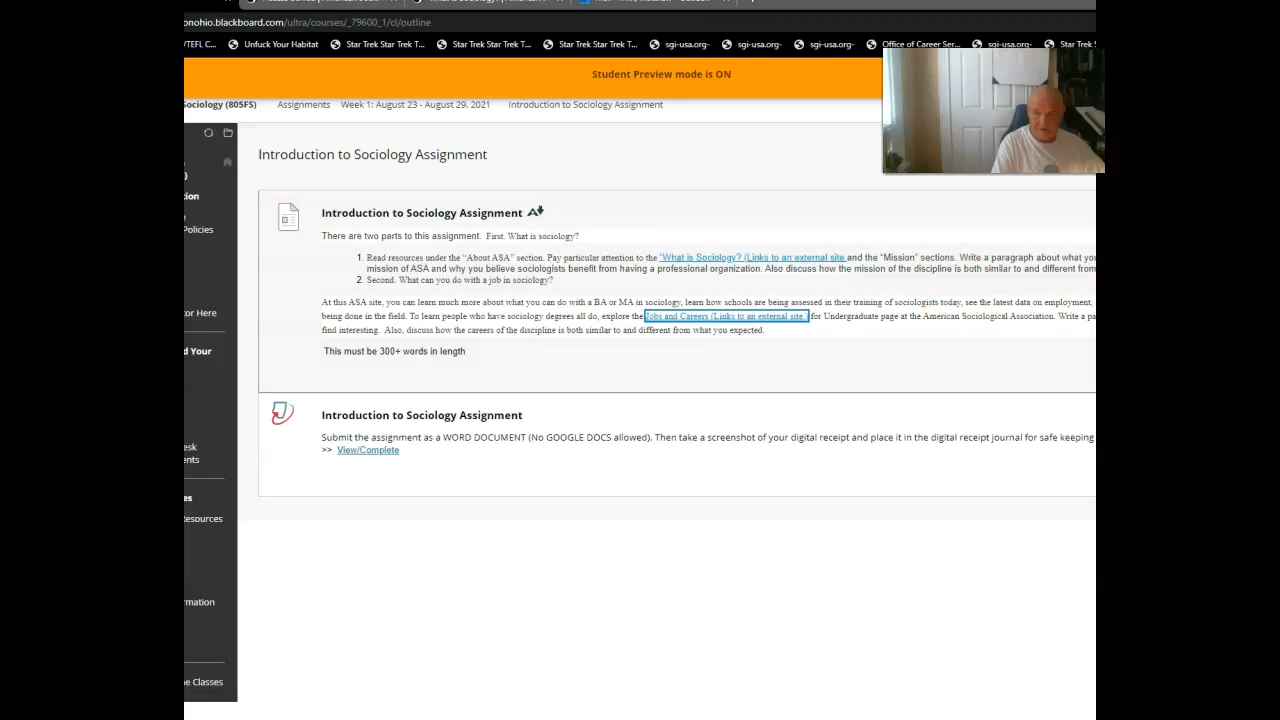 onohio.blackboard.com/ultra/courses/_79600_1/cl/outline
/TEFL C... Unfuck Your Habitat Star Trek Star Trek T... Star Trek Star Trek T... Star Trek Star Trek T... sgi-usa.org- sgi-usa.org- sgi-usa.org- Office of Career Ser... sgi-usa.org- Star Trek S
Student Preview mode is ON
Sociology (805FS) Assignments Week 1: August 23 - August 29, 2021 Introduction to Sociology Assignment
Introduction to Sociology Assignment
Introduction to Sociology Assignment
There are two parts to this assignment. First. What is sociology?
1. Read resources under the “About ASA” section. Pay particular attention to the “What is Sociology? (Links to an external site and the “Mission” sections. Write a paragraph about what you
mission of ASA and why you believe sociologists benefit from having a professional organization. Also discuss how the mission of the discipline is both similar to and different from
2. Second. What can you do with a job in sociology?
At this ASA site, you can learn much more about what you can do with a BA or MA in sociology, learn how schools are being assessed in their training of sociologists today, see the latest data on employment,
being done in the field. To learn people who have sociology degrees all do, explore the Jobs and Careers (Links to an external site.) for Undergraduate page at the American Sociological Association. Write a pa
find interesting. Also, discuss how the careers of the discipline is both similar to and different from what you expected.
This must be 300+ words in length
Introduction to Sociology Assignment
Submit the assignment as a WORD DOCUMENT (No GOOGLE DOCS allowed). Then take a screenshot of your digital receipt and place it in the digital receipt journal for safe keeping
>> View/Complete
)
tion
e
Policies
tor Here
d Your
esk
ents
es
Resources
rmation
ne Classes